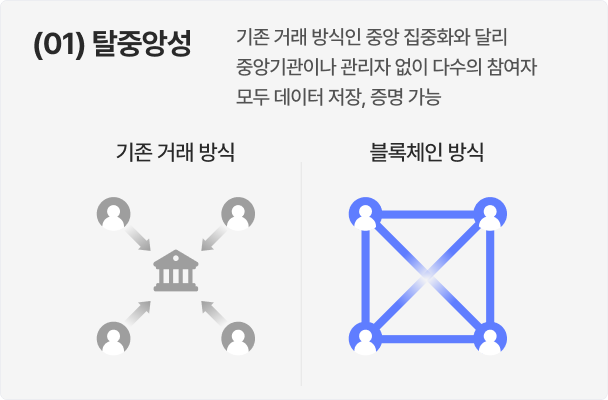 (01) 탈중앙성
기존 거래 방식인 중앙 집중화와 달리
중앙기관이나 관리자 없이 다수의 참여자
모두 데이터 저장, 증명 가능
기존 거래 방식
블록체인 방식